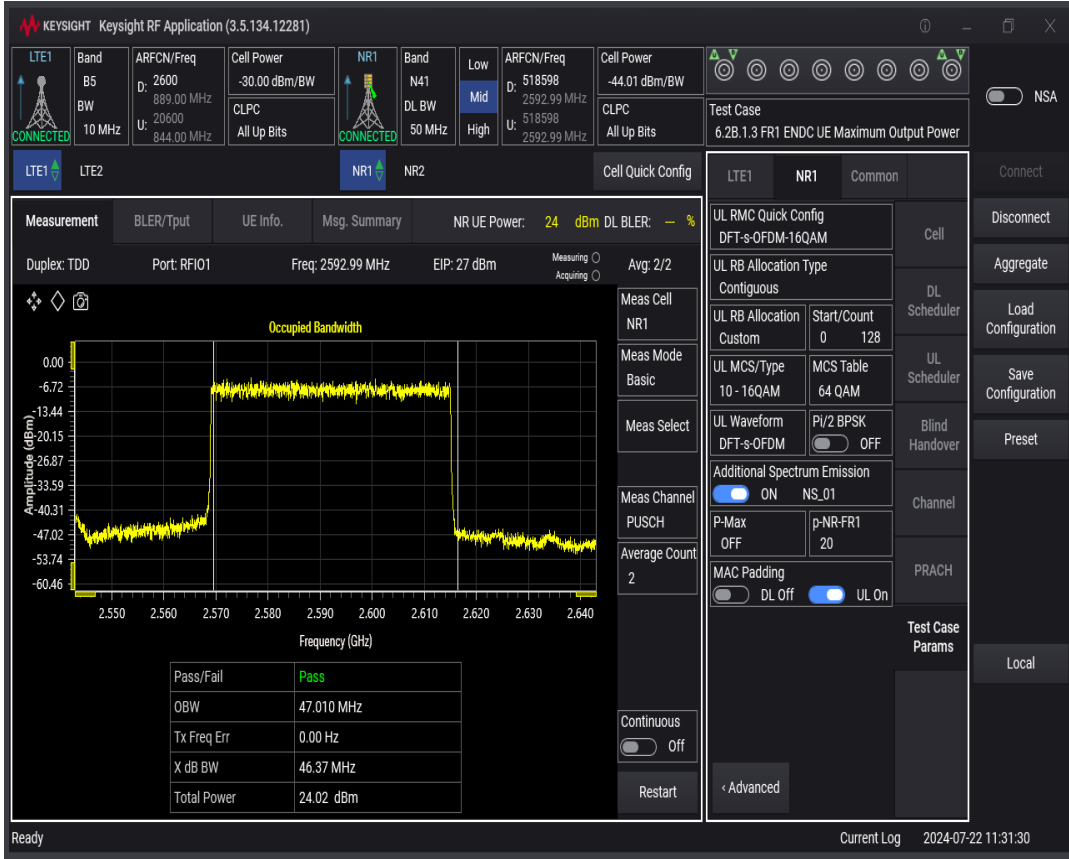 KEYSIGHT Keysight RF Application (3.5.134.12281)
LTE1
CONNECTED
Band
B5
BW
10 MHz
ARFCN/Freq
D: 2600
889.00 MHz
U: 20600
844.00 MHz
Cell Power
-30.00 dBm/BW
CLPC
All Up Bits
NR1
CONNECTED
Band
N41
DL BW
50 MHz
Low
Mid
High
ARFCN/Freq
D: 518598
2592.99 MHz
U: 518598
2592.99 MHz
Cell Power
-44.01 dBm/BW
CLPC
All Up Bits
Test Case
6.2B.1.3 FR1 ENDC UE Maximum Output Power
NSA
LTE1 LTE2
NR1 NR2
Cell Quick Config
Measurement BLER/Tput UE Info. Msg. Summary NR UE Power: 24 dBm DL BLER: --- %
Duplex: TDD Port: RFIO1 Freq: 2592.99 MHz EIP: 27 dBm Measuring Acquiring Avg: 2/2
Occupied Bandwidth
Amplitude (dBm)
0.00
-6.72
-13.44
-20.15
-26.87
-33.59
-40.31
-47.02
-53.74
-60.46
2.550 2.560 2.570 2.580 2.590 2.600 2.610 2.620 2.630 2.640
Frequency (GHz)
Pass/Fail Pass
OBW 47.010 MHz
Tx Freq Err 0.00 Hz
X dB BW 46.37 MHz
Total Power 24.02 dBm
Meas Cell
NR1
Meas Mode
Basic
Meas Select
Meas Channel
PUSCH
Average Count
2
Continuous
Off
Restart
LTE1 NR1 Common
UL RMC Quick Config
DFT-s-OFDM-16QAM
UL RB Allocation Type
Contiguous
UL RB Allocation
Custom
Start/Count
0 128
UL MCS/Type
10 - 16QAM
MCS Table
64 QAM
UL Waveform
DFT-s-OFDM
Pi/2 BPSK
OFF
Additional Spectrum Emission
ON NS_01
P-Max
OFF
p-NR-FR1
20
MAC Padding
DL Off UL On
‹ Advanced
Cell
DL
Scheduler
UL
Scheduler
Blind
Handover
Channel
PRACH
Test Case
Params
Connect
Disconnect
Aggregate
Load
Configuration
Save
Configuration
Preset
Local
Ready
Current Log 2024-07-22 11:31:30